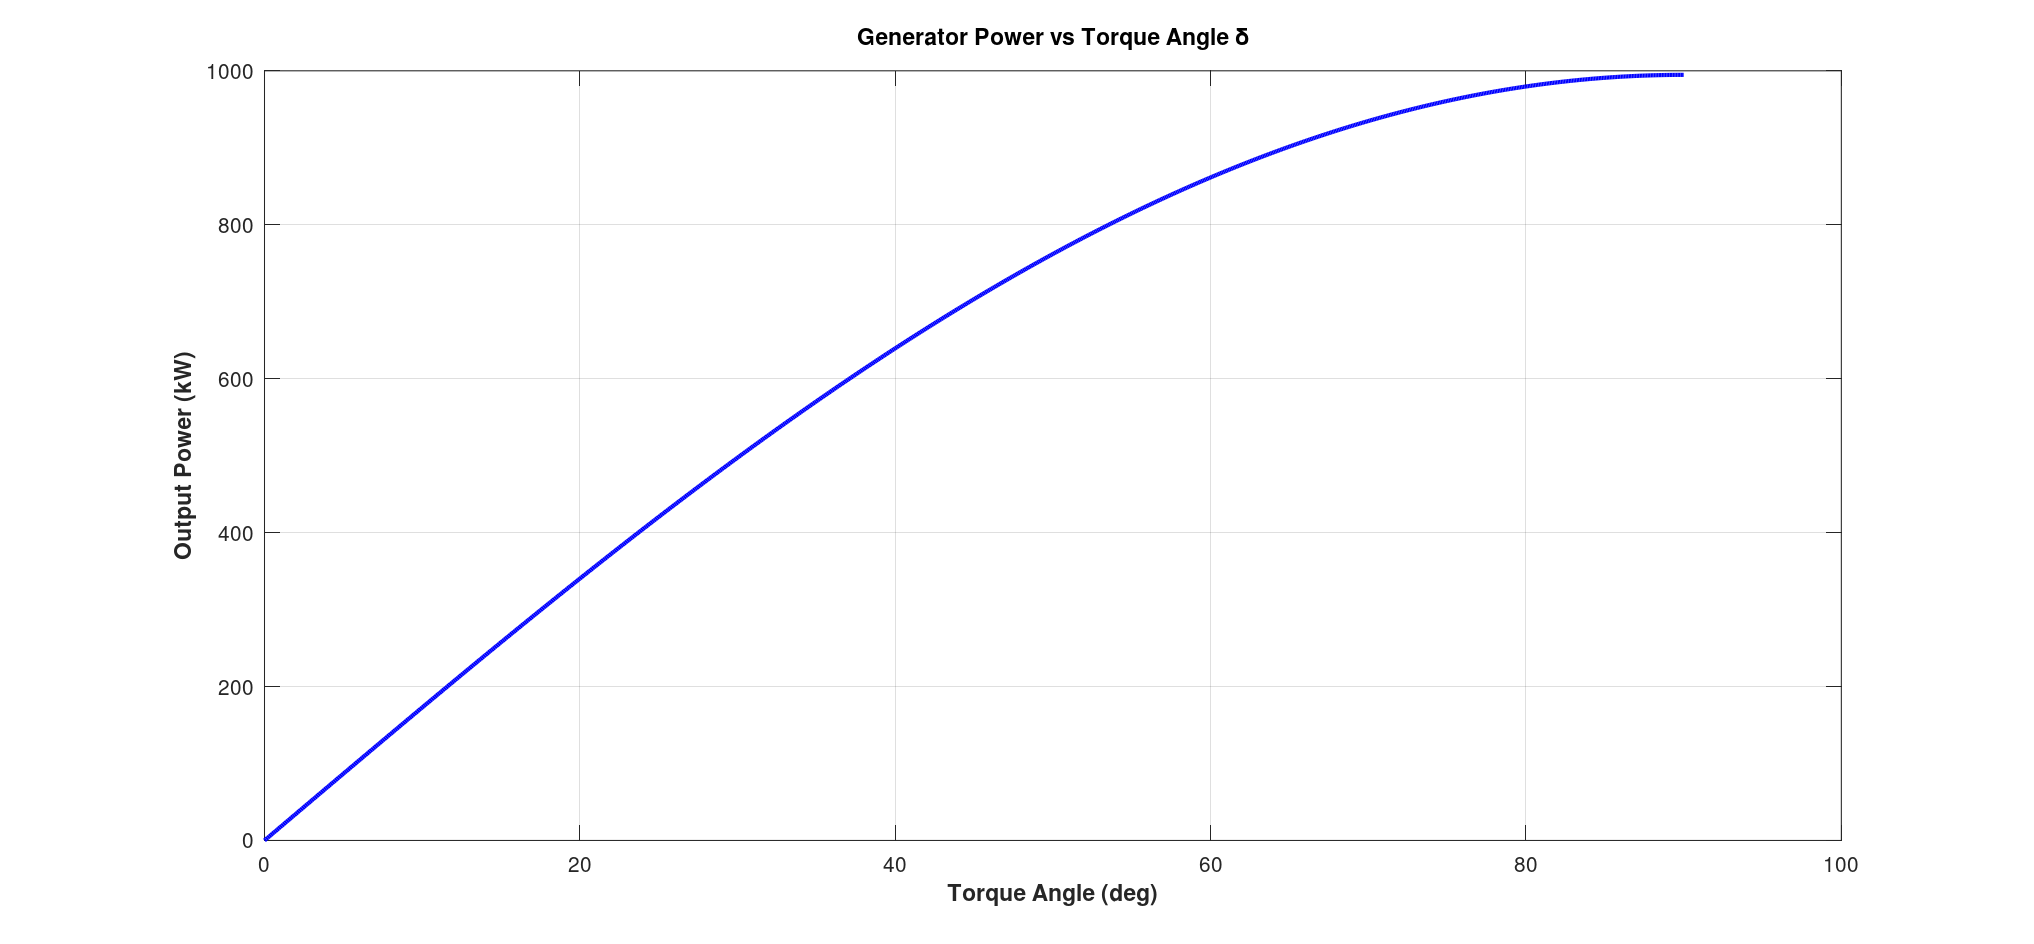 Generator Power vs Torque Angle δ
1000
800
600
400
200
0
Output Power (kW)
0 20 40 60 80 100
Torque Angle (deg)